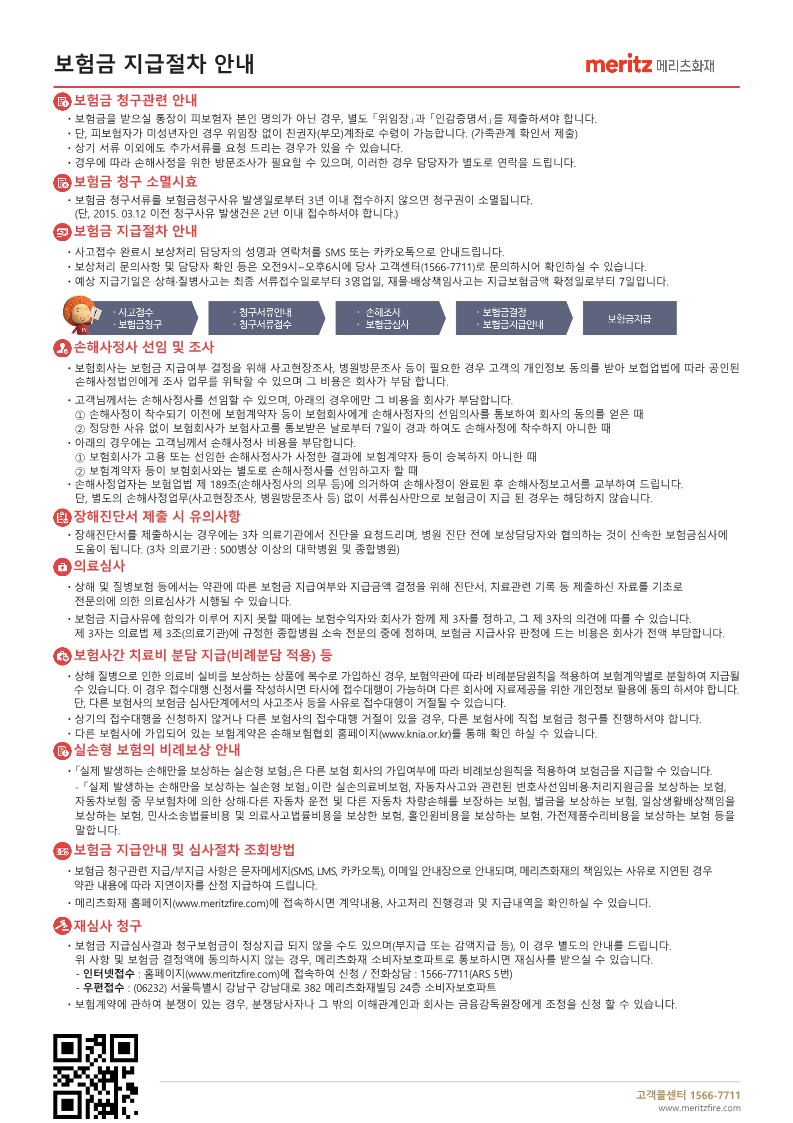 보험금 지급절차 안내
meritz 메리츠화재
보험금 청구관련 안내
· 보험금을 받으실 통장이 피보험자 본인 명의가 아닌 경우, 별도 「위임장」과 「인감증명서」를 제출하셔야 합니다.
· 단, 피보험자가 미성년자인 경우 위임장 없이 친권자(부모)계좌로 수령이 가능합니다. (가족관계 확인서 제출)
· 상기 서류 이외에도 추가서류를 요청 드리는 경우가 있을 수 있습니다.
· 경우에 따라 손해사정을 위한 방문조사가 필요할 수 있으며, 이러한 경우 담당자가 별도로 연락을 드립니다.
보험금 청구 소멸시효
· 보험금 청구서류를 보험금청구사유 발생일로부터 3년 이내 접수하지 않으면 청구권이 소멸됩니다.
(단, 2015. 03.12 이전 청구사유 발생건은 2년 이내 접수하셔야 합니다.)
보험금 지급절차 안내
· 사고접수 완료시 보상처리 담당자의 성명과 연락처를 SMS 또는 카카오톡으로 안내드립니다.
· 보상처리 문의사항 및 담당자 확인 등은 오전9시~오후6시에 당사 고객센터(1566-7711)로 문의하시어 확인하실 수 있습니다.
· 예상 지급기일은 상해·질병사고는 최종 서류접수일로부터 3영업일, 재물·배상책임사고는 지급보험금액 확정일로부터 7일입니다.
· 사고접수
· 보험금청구
· 청구서류안내
· 청구서류접수
· 손해조사
· 보험금심사
· 보험금결정
· 보험금지급안내
보험금지급
손해사정사 선임 및 조사
· 보험회사는 보험금 지급여부 결정을 위해 사고현장조사, 병원방문조사 등이 필요한 경우 고객의 개인정보 동의를 받아 보험업법에 따라 공인된
손해사정법인에게 조사 업무를 위탁할 수 있으며 그 비용은 회사가 부담 합니다.
· 고객님께서는 손해사정사를 선임할 수 있으며, 아래의 경우에만 그 비용을 회사가 부담합니다.
① 손해사정이 착수되기 이전에 보험계약자 등이 보험회사에게 손해사정자의 선임의사를 통보하여 회사의 동의를 얻은 때
② 정당한 사유 없이 보험회사가 보험사고를 통보받은 날로부터 7일이 경과 하여도 손해사정에 착수하지 아니한 때
· 아래의 경우에는 고객님께서 손해사정사 비용을 부담합니다.
① 보험회사가 고용 또는 선임한 손해사정사가 사정한 결과에 보험계약자 등이 승복하지 아니한 때
② 보험계약자 등이 보험회사와는 별도로 손해사정사를 선임하고자 할 때
· 손해사정업자는 보험업법 제 189조(손해사정사의 의무 등)에 의거하여 손해사정이 완료된 후 손해사정보고서를 교부하여 드립니다.
단, 별도의 손해사정업무(사고현장조사, 병원방문조사 등) 없이 서류심사만으로 보험금이 지급 된 경우는 해당하지 않습니다.
장해진단서 제출 시 유의사항
· 장해진단서를 제출하시는 경우에는 3차 의료기관에서 진단을 요청드리며, 병원 진단 전에 보상담당자와 협의하는 것이 신속한 보험금심사에
도움이 됩니다. (3차 의료기관 : 500병상 이상의 대학병원 및 종합병원)
의료심사
· 상해 및 질병보험 등에서는 약관에 따른 보험금 지급여부와 지급금액 결정을 위해 진단서, 치료관련 기록 등 제출하신 자료를 기초로
전문의에 의한 의료심사가 시행될 수 있습니다.
· 보험금 지급사유에 합의가 이루어 지지 못할 때에는 보험수익자와 회사가 함께 제 3자를 정하고, 그 제 3자의 의견에 따를 수 있습니다.
제 3자는 의료법 제 3조(의료기관)에 규정한 종합병원 소속 전문의 중에 정하며, 보험금 지급사유 판정에 드는 비용은 회사가 전액 부담합니다.
보험사간 치료비 분담 지급(비례분담 적용) 등
· 상해 질병으로 인한 의료비 실비를 보상하는 상품에 복수로 가입하신 경우, 보험약관에 따라 비례분담원칙을 적용하여 보험계약별로 분할하여 지급될
수 있습니다. 이 경우 접수대행 신청서를 작성하시면 타사에 접수대행이 가능하며 다른 회사에 자료제공을 위한 개인정보 활용에 동의 하셔야 합니다.
단, 다른 보험사의 보험금 심사단계에서의 사고조사 등을 사유로 접수대행이 거절될 수 있습니다.
· 상기의 접수대행을 신청하지 않거나 다른 보험사의 접수대행 거절이 있을 경우, 다른 보험사에 직접 보험금 청구를 진행하셔야 합니다.
· 다른 보험사에 가입되어 있는 보험계약은 손해보험협회 홈페이지(www.knia.or.kr)를 통해 확인 하실 수 있습니다.
실손형 보험의 비례보상 안내
· 「실제 발생하는 손해만을 보상하는 실손형 보험」은 다른 보험 회사의 가입여부에 따라 비례보상원칙을 적용하여 보험금을 지급할 수 있습니다.
- 「실제 발생하는 손해만을 보상하는 실손형 보험」이란 실손의료비보험, 자동차사고와 관련된 변호사선임비용·처리지원금을 보상하는 보험,
자동차보험 중 무보험차에 의한 상해·다른 자동차 운전 및 다른 자동차 차량손해를 보장하는 보험, 벌금을 보상하는 보험, 일상생활배상책임을
보상하는 보험, 민사소송법률비용 및 의료사고법률비용을 보상한 보험, 홀인원비용을 보상하는 보험, 가전제품수리비용을 보상하는 보험 등을
말합니다.
보험금 지급안내 및 심사절차 조회방법
· 보험금 청구관련 지급/부지급 사항은 문자메세지(SMS, LMS, 카카오톡), 이메일 안내장으로 안내되며, 메리츠화재의 책임있는 사유로 지연된 경우
약관 내용에 따라 지연이자를 산정 지급하여 드립니다.
· 메리츠화재 홈페이지(www.meritzfire.com)에 접속하시면 계약내용, 사고처리 진행경과 및 지급내역을 확인하실 수 있습니다.
재심사 청구
· 보험금 지급심사결과 청구보험금이 정상지급 되지 않을 수도 있으며(부지급 또는 감액지급 등), 이 경우 별도의 안내를 드립니다.
위 사항 및 보험금 결정액에 동의하시지 않는 경우, 메리츠화재 소비자보호파트로 통보하시면 재심사를 받으실 수 있습니다.
- 인터넷접수 : 홈페이지(www.meritzfire.com)에 접속하여 신청 / 전화상담 : 1566-7711(ARS 5번)
- 우편접수 : (06232) 서울특별시 강남구 강남대로 382 메리츠화재빌딩 24층 소비자보호파트
· 보험계약에 관하여 분쟁이 있는 경우, 분쟁당사자나 그 밖의 이해관계인과 회사는 금융감독원장에게 조정을 신청 할 수 있습니다.
고객콜센터 1566-7711
www.meritzfire.com